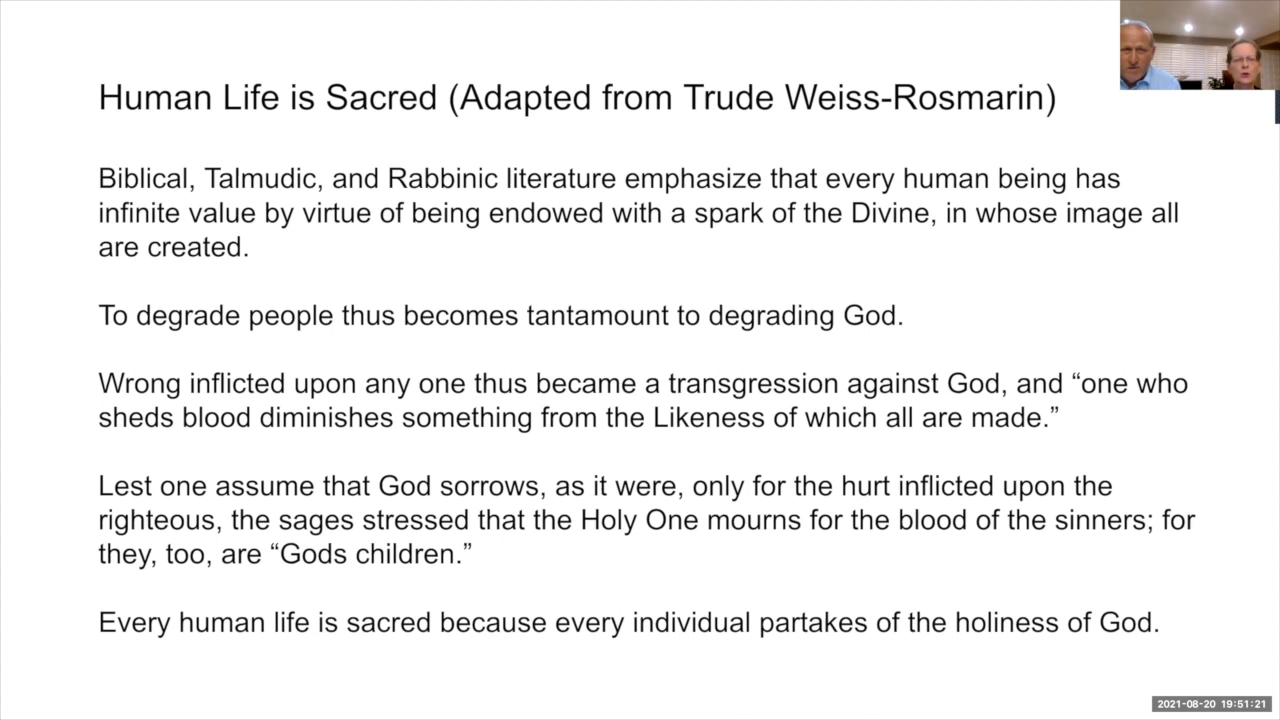 Human Life is Sacred (Adapted from Trude Weiss-Rosmarin)
Biblical, Talmudic, and Rabbinic literature emphasize that every human being has
infinite value by virtue of being endowed with a spark of the Divine, in whose image all
are created.
To degrade people thus becomes tantamount to degrading God.
Wrong inflicted upon any one thus became a transgression against God, and “one who
sheds blood diminishes something from the Likeness of which all are made.”
Lest one assume that God sorrows, as it were, only for the hurt inflicted upon the
righteous, the sages stressed that the Holy One mourns for the blood of the sinners; for
they, too, are “Gods children.”
Every human life is sacred because every individual partakes of the holiness of God.
2021-08-20 19:51:21